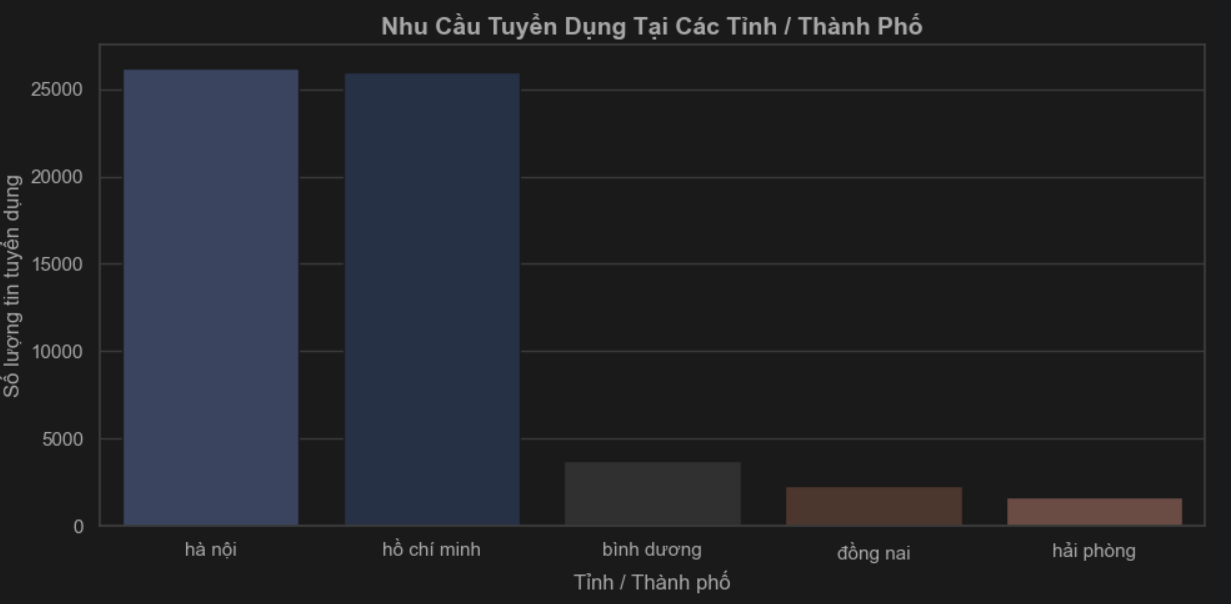 Nhu Cầu Tuyển Dụng Tại Các Tỉnh / Thành Phố
Số lượng tin tuyển dụng
25000
20000
15000
10000
5000
0
hà nội
hồ chí minh
bình dương
đồng nai
hải phòng
Tỉnh / Thành phố